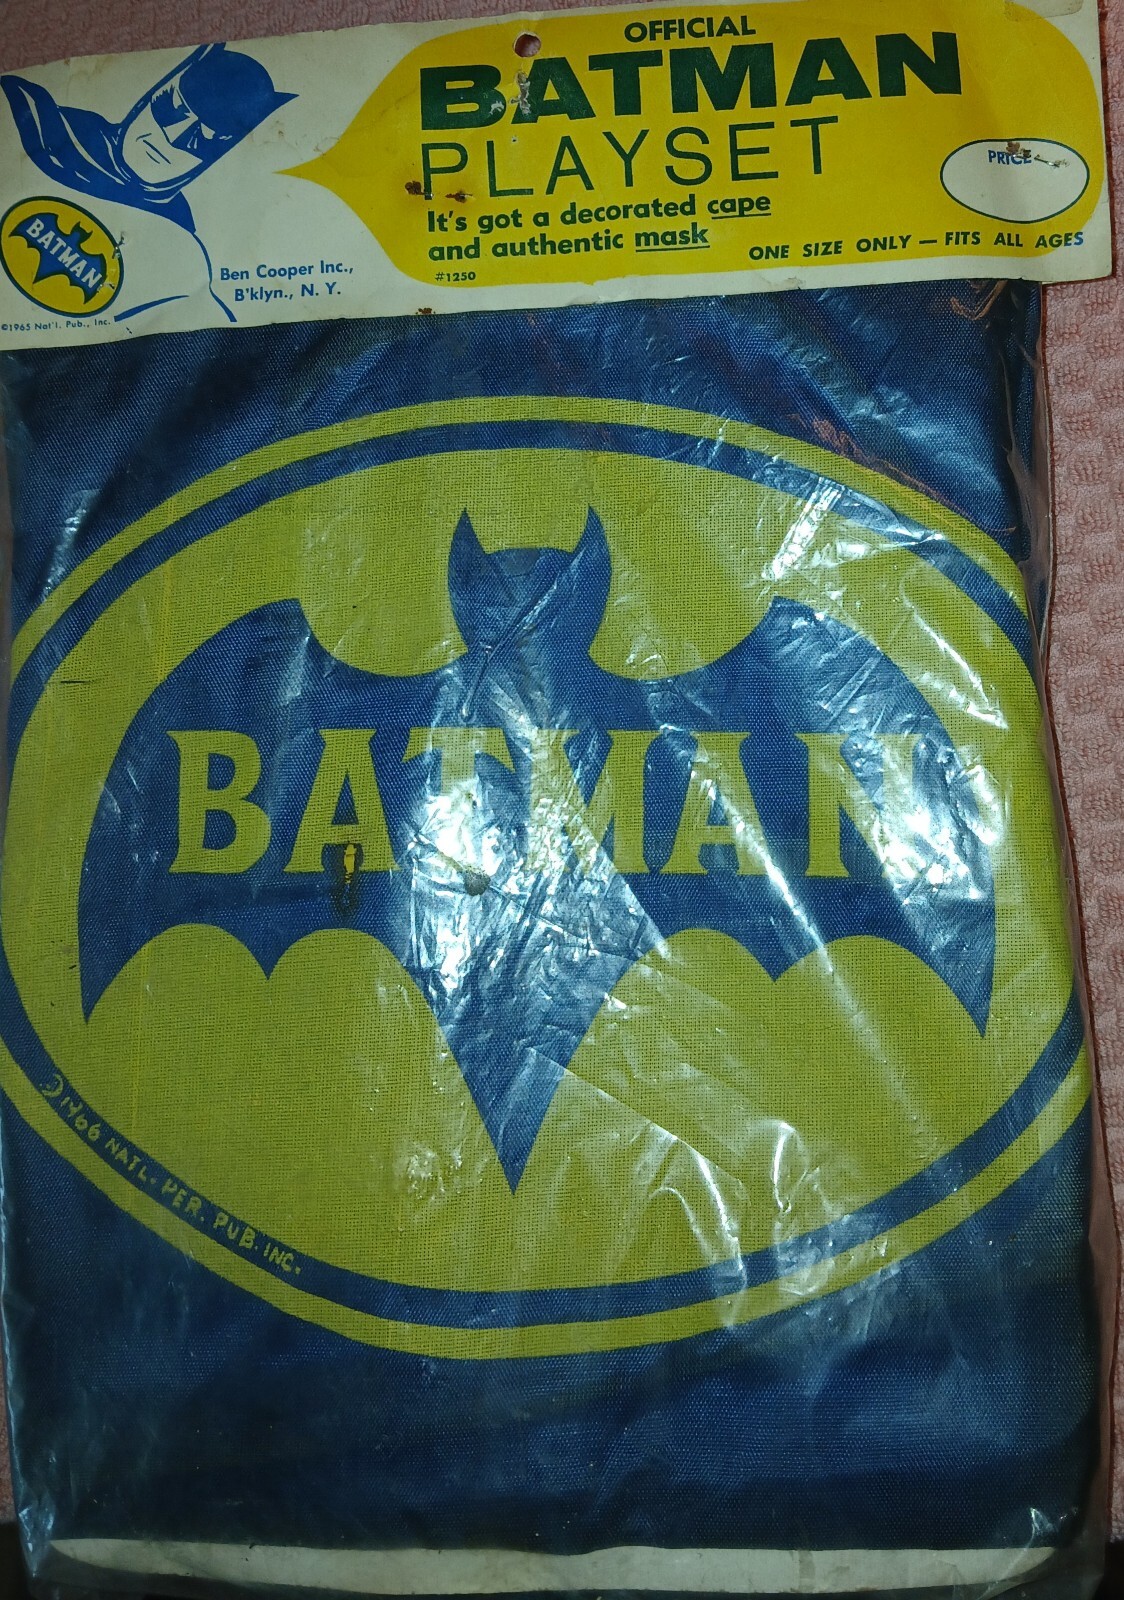 OFFICIAL
BATMAN
PLAYSET
It's got a decorated cape
and authentic mask
#1250
PRICE
ONE SIZE ONLY — FITS ALL AGES
BATMAN
Ben Cooper Inc.,
B'klyn., N. Y.
©1965 Nat'l. Pub., Inc.
BATMAN
©1966 NATL. PER. PUB. INC.